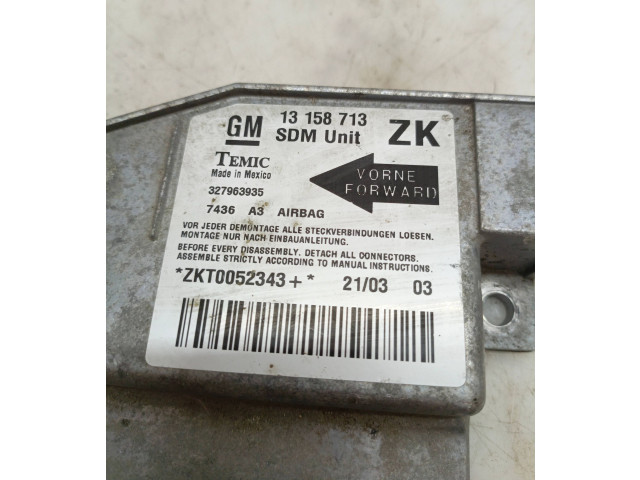 GM 13 158 713 ZK
SDM Unit
TEMIC
Made in Mexico
VORNE
FORWARD
327963935
7436 A3 AIRBAG
VOR JEDER DEMONTAGE ALLE STECKVERBINDUNGEN LOESEN.
MONTAGE NUR NACH EINBAUANLEITUNG.
BEFORE EVERY DISASSEMBLY. DETACH ALL CONNECTORS.
ASSEMBLE STRICTLY ACCORDING TO MANUAL INSTRUCTIONS.
*ZKT0052343+* 21/03 03